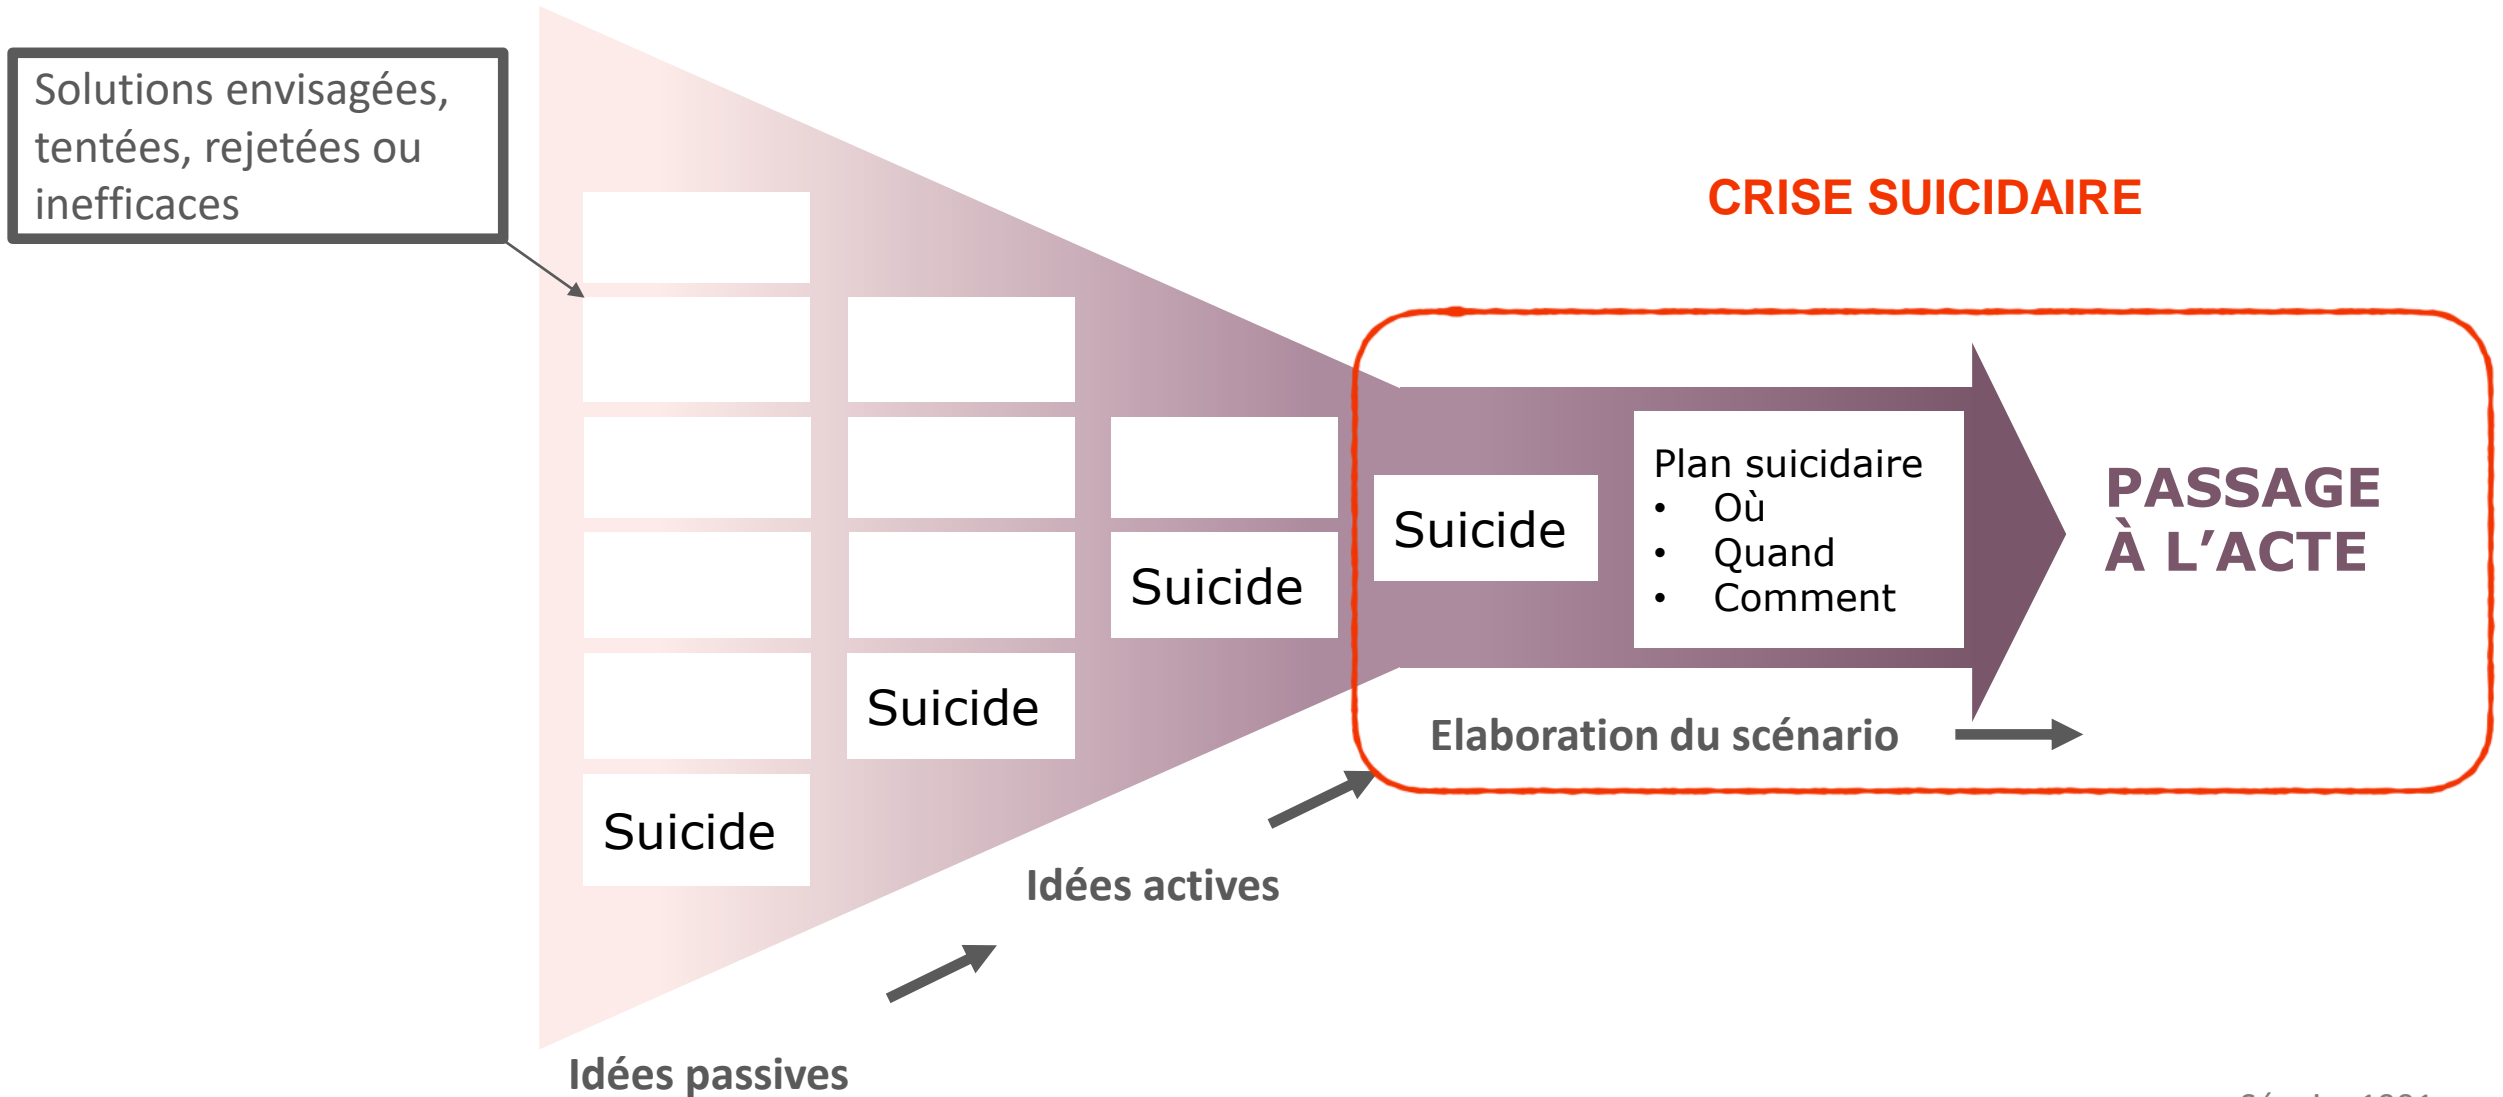 Solutions envisagées,
tentées, rejetées ou
inefficaces
CRISE SUICIDAIRE
Suicide
Plan suicidaire
• Où
• Quand
• Comment
PASSAGE
À L’ACTE
Suicide
Suicide
Elaboration du scénario
Suicide
Idées actives
Idées passives